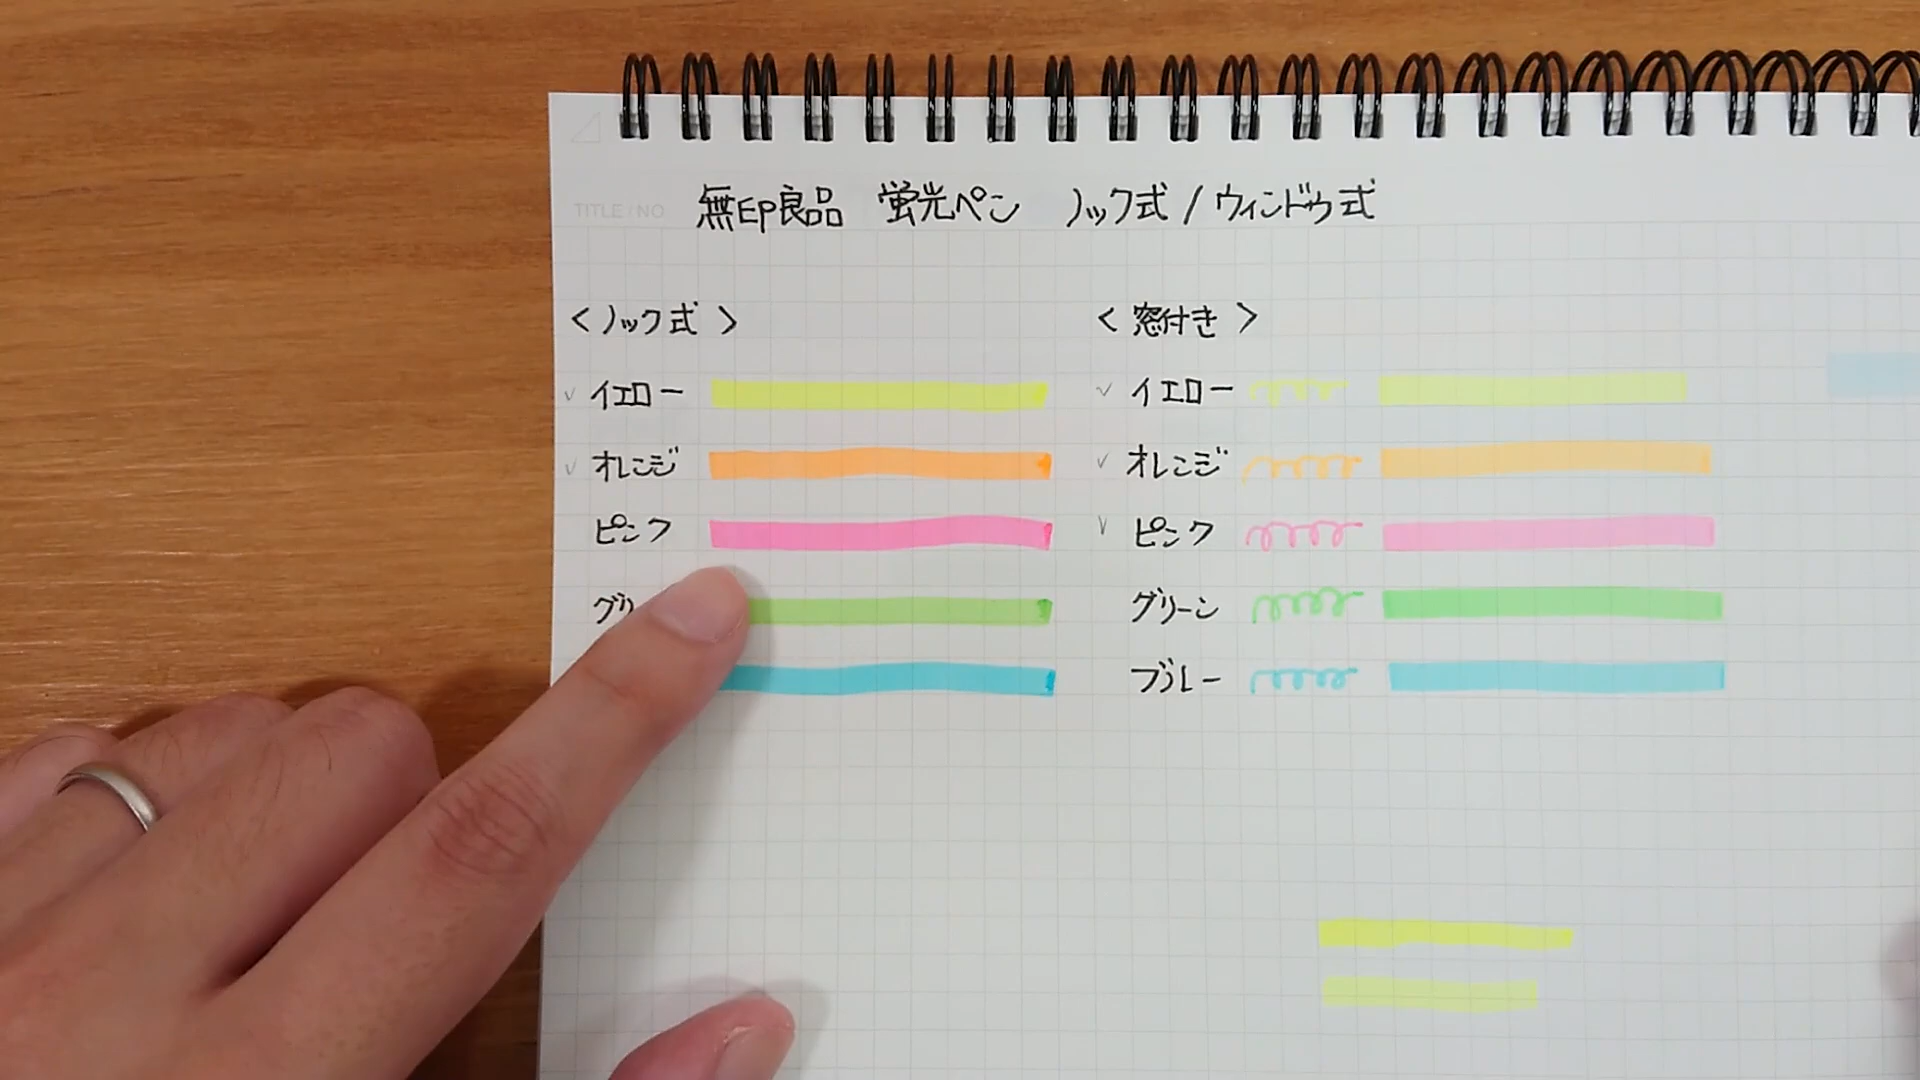 TITLE / NO.
無印良品 蛍光ペン ノック式 / ウィンドウ式
< ノック式 >
✓ イエロー
✓ オレンジ
ピンク
グリ
< 窓付き >
✓ イエロー
✓ オレンジ
✓ ピンク
グリーン
ブルー